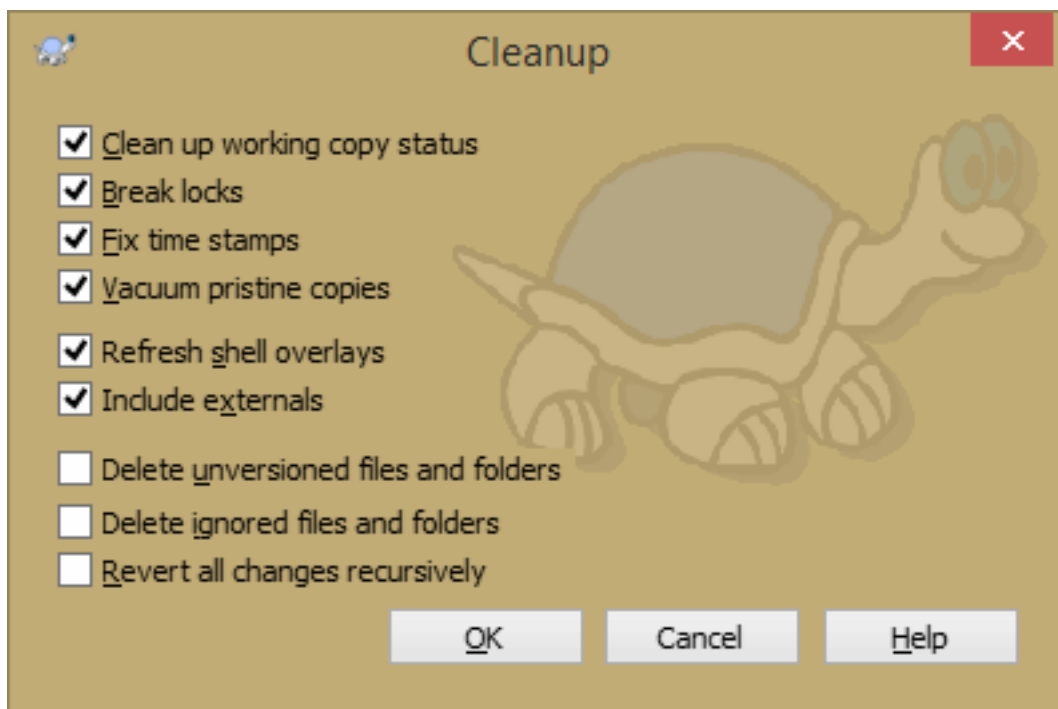 Cleanup
Clean up working copy status
Break locks
Fix time stamps
Vacuum pristine copies
Refresh shell overlays
Include externals
Delete unversioned files and folders
Delete ignored files and folders
Revert all changes recursively
OK Cancel Help